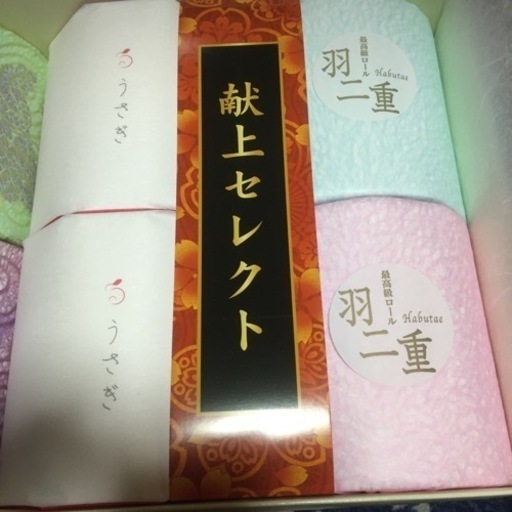 うさぎ
うさぎ
献上セレクト
最高級ロール
羽二重
Habutae
最高級ロール
羽二重
Habutae